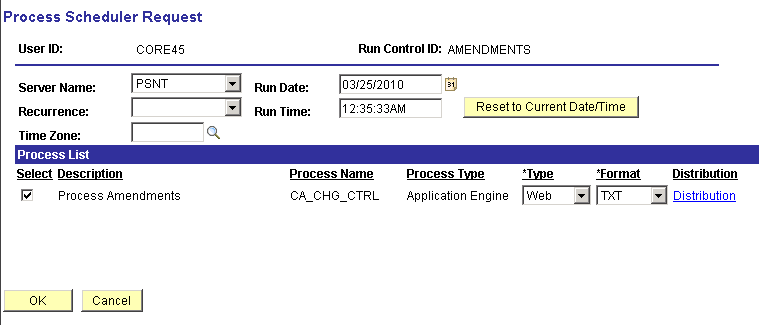 Process Scheduler Request
User ID: CORE45 Run Control ID: AMENDMENTS
Server Name: PSNT Run Date: 03/25/2010 31
Recurrence: Run Time: 12:35:33AM Reset to Current Date/Time
Time Zone:
Process List
Select Description Process Name Process Type *Type *Format Distribution
Process Amendments CA_CHG_CTRL Application Engine Web TXT Distribution
OK Cancel